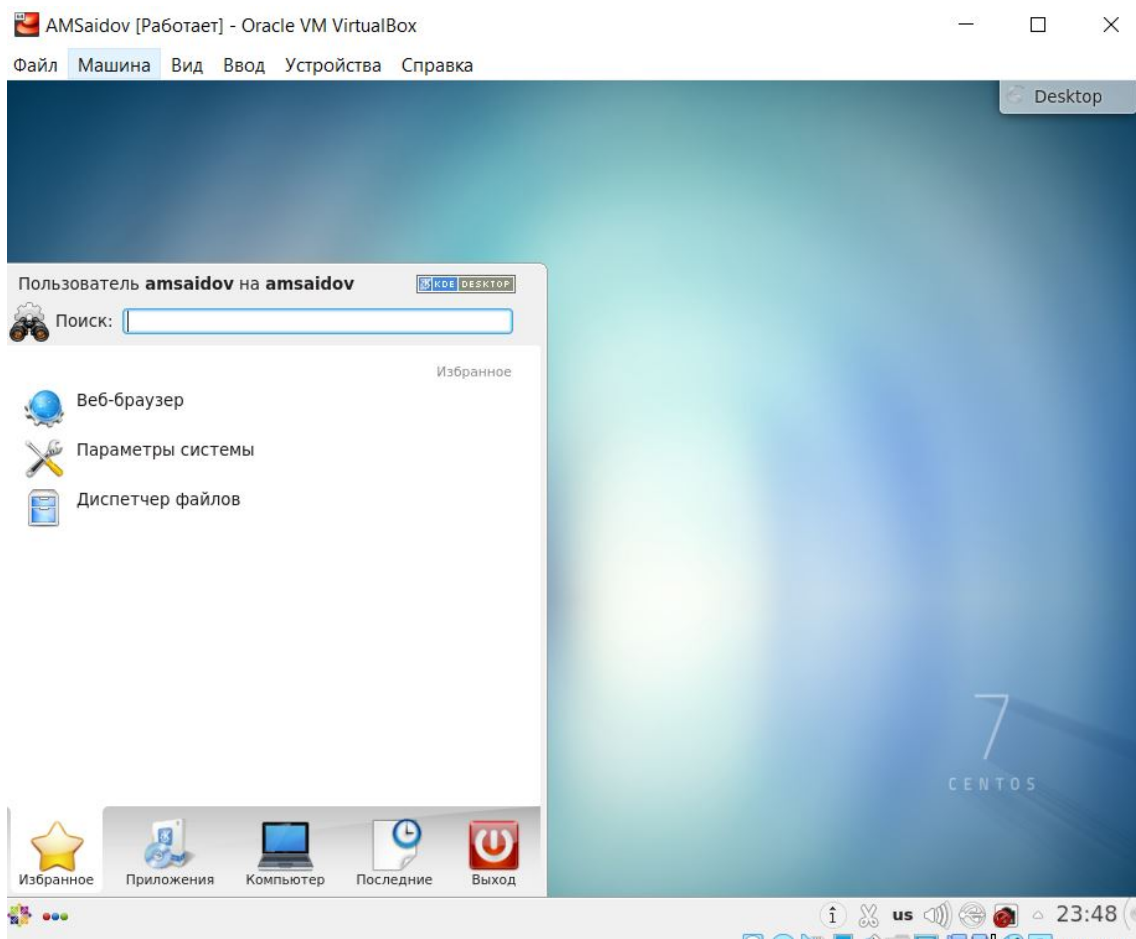 AMSaidov [Работает] - Oracle VM VirtualBox
Файл Машина Вид Ввод Устройства Справка
Desktop
Пользователь amsaidov на amsaidov
KDE DESKTOP
Поиск:
Избранное
Веб-браузер
Параметры системы
Диспетчер файлов
7
CENTOS
Избранное Приложения Компьютер Последние Выход
us 23:48